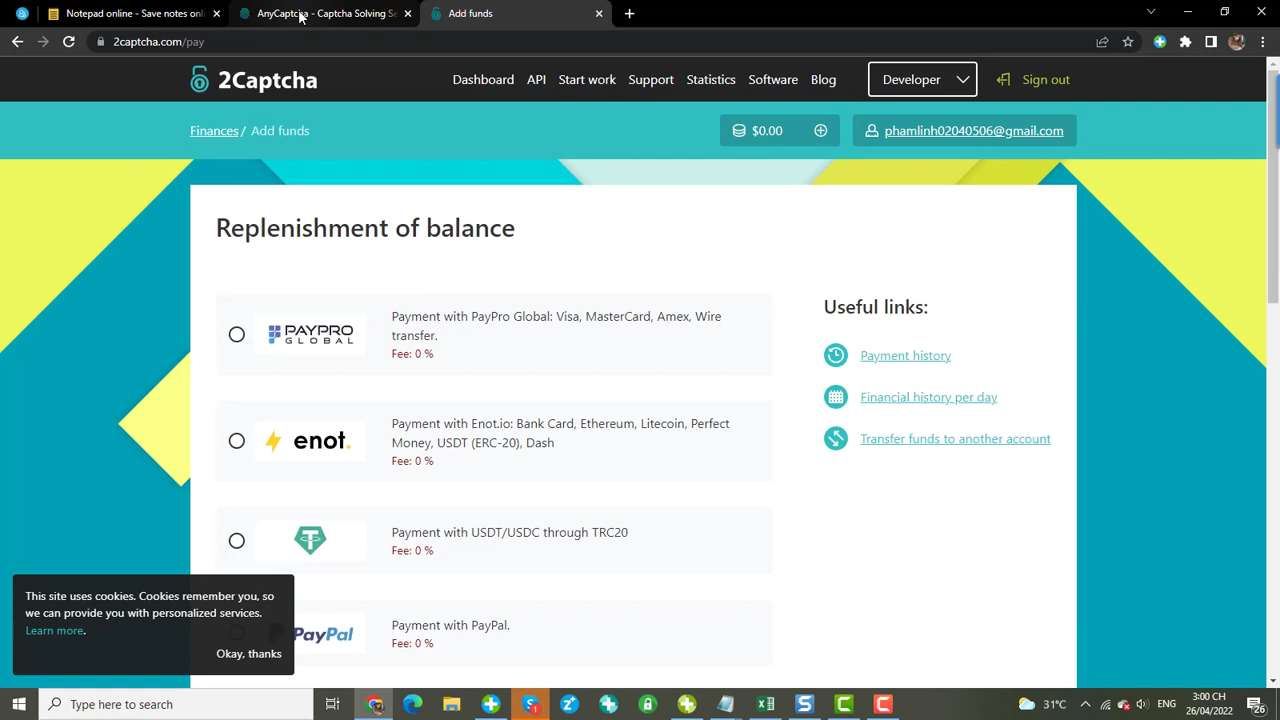 Notepad online - Save notes onl
AnyCaptcha - Captcha Solving Se
Add funds
2captcha.com/pay
2Captcha
Dashboard
API
Start work
Support
Statistics
Software
Blog
Developer
Sign out
Finances / Add funds
$0.00
phamlinh02040506@gmail.com
Replenishment of balance
PAYPRO
GLOBAL
Payment with PayPro Global: Visa, MasterCard, Amex, Wire
transfer.
Fee: 0 %
enot.
Payment with Enot.io: Bank Card, Ethereum, Litecoin, Perfect
Money, USDT (ERC-20), Dash
Fee: 0 %
Payment with USDT/USDC through TRC20
Fee: 0 %
PayPal
Payment with PayPal.
Fee: 0 %
Useful links:
Payment history
Financial history per day
Transfer funds to another account
This site uses cookies. Cookies remember you, so
we can provide you with personalized services.
Learn more.
Okay, thanks
Type here to search
31°C
ENG
3:00 CH
26/04/2022
26